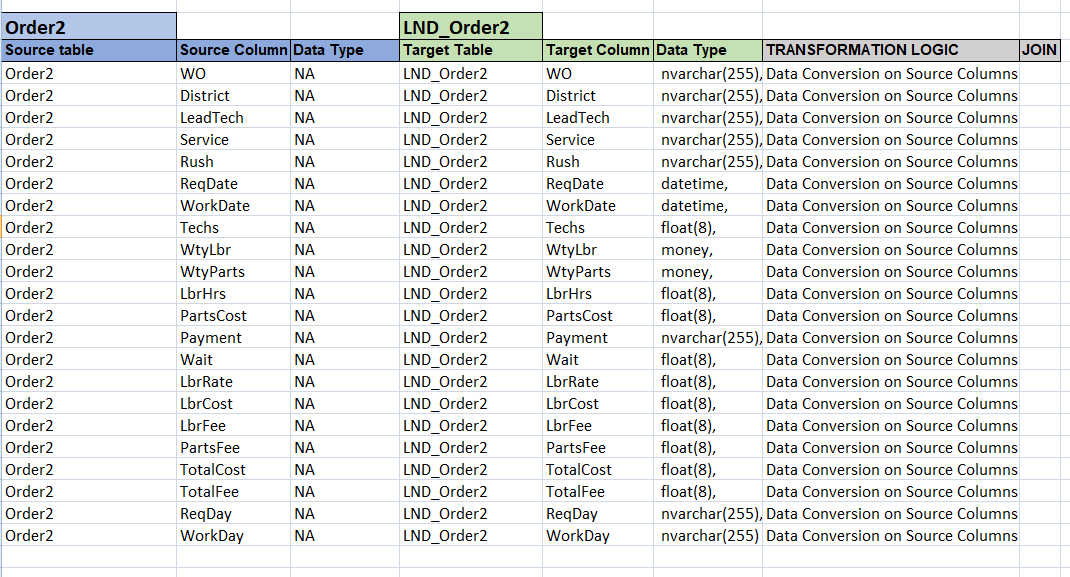 Order2 LND_Order2
Source table Source Column Data Type Target Table Target Column Data Type TRANSFORMATION LOGIC JOIN
Order2 WO NA LND_Order2 WO nvarchar(255), Data Conversion on Source Columns
Order2 District NA LND_Order2 District nvarchar(255), Data Conversion on Source Columns
Order2 LeadTech NA LND_Order2 LeadTech nvarchar(255), Data Conversion on Source Columns
Order2 Service NA LND_Order2 Service nvarchar(255), Data Conversion on Source Columns
Order2 Rush NA LND_Order2 Rush nvarchar(255), Data Conversion on Source Columns
Order2 ReqDate NA LND_Order2 ReqDate datetime, Data Conversion on Source Columns
Order2 WorkDate NA LND_Order2 WorkDate datetime, Data Conversion on Source Columns
Order2 Techs NA LND_Order2 Techs float(8), Data Conversion on Source Columns
Order2 WtyLbr NA LND_Order2 WtyLbr money, Data Conversion on Source Columns
Order2 WtyParts NA LND_Order2 WtyParts money, Data Conversion on Source Columns
Order2 LbrHrs NA LND_Order2 LbrHrs float(8), Data Conversion on Source Columns
Order2 PartsCost NA LND_Order2 PartsCost float(8), Data Conversion on Source Columns
Order2 Payment NA LND_Order2 Payment nvarchar(255), Data Conversion on Source Columns
Order2 Wait NA LND_Order2 Wait float(8), Data Conversion on Source Columns
Order2 LbrRate NA LND_Order2 LbrRate float(8), Data Conversion on Source Columns
Order2 LbrCost NA LND_Order2 LbrCost float(8), Data Conversion on Source Columns
Order2 LbrFee NA LND_Order2 LbrFee float(8), Data Conversion on Source Columns
Order2 PartsFee NA LND_Order2 PartsFee float(8), Data Conversion on Source Columns
Order2 TotalCost NA LND_Order2 TotalCost float(8), Data Conversion on Source Columns
Order2 TotalFee NA LND_Order2 TotalFee float(8), Data Conversion on Source Columns
Order2 ReqDay NA LND_Order2 ReqDay nvarchar(255), Data Conversion on Source Columns
Order2 WorkDay NA LND_Order2 WorkDay nvarchar(255) Data Conversion on Source Columns